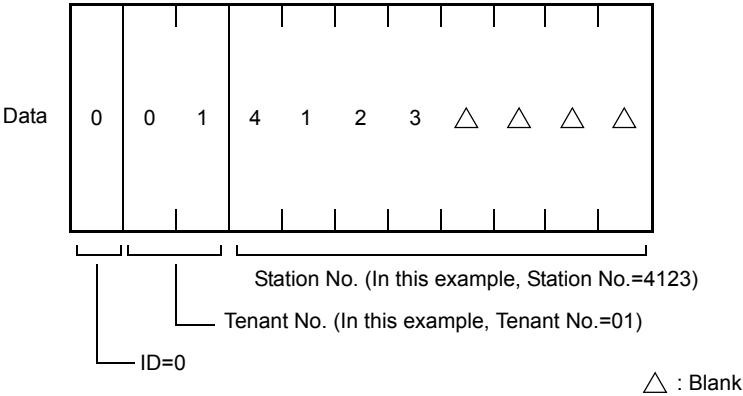 Data 0 0 1 4 1 2 3 △ △ △ △
Station No. (In this example, Station No.=4123)
Tenant No. (In this example, Tenant No.=01)
ID=0
△ : Blank